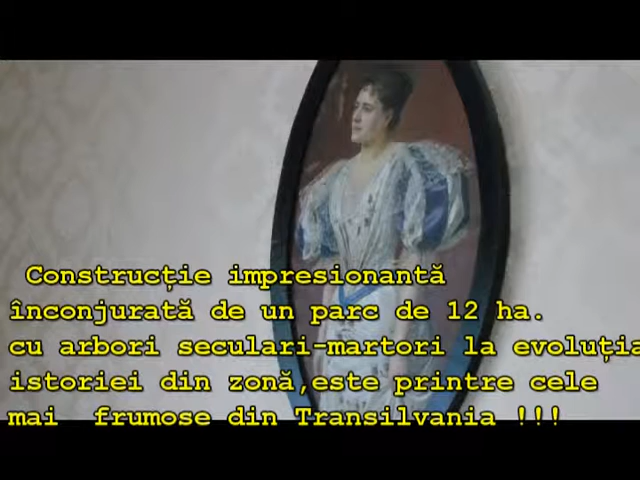 Construcție impresionantă
înconjurată de un parc de 12 ha.
cu arbori seculari-martori la evoluția
istoriei din zonă,este printre cele
mai  frumose din Transilvania !!!